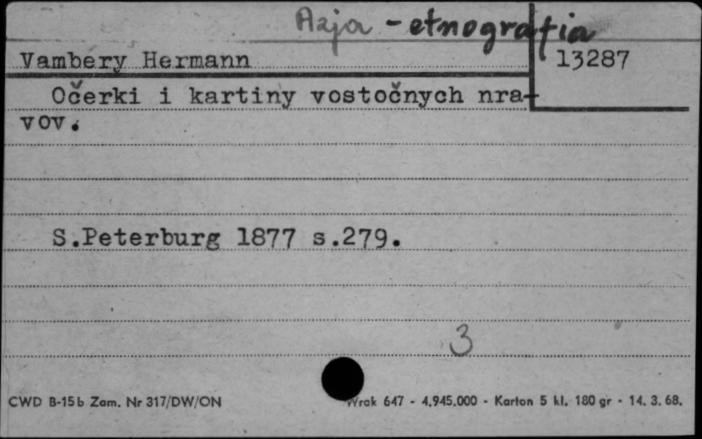 Azja - etnografia
Vambery Hermann
13287
Očerki i kartiny vostočnych nra-
vov.
S.Peterburg 1877 s.279.
3
CWD B-15b Zam. Nr 317/DW/ON
Wrak 647 - 4.945.000 - Karton 5 kl. 180 gr - 14. 3. 68.